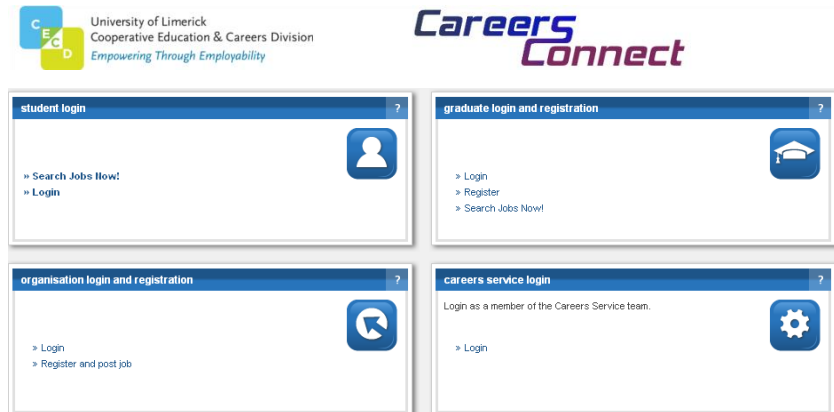 C
E
C
D
University of Limerick
Cooperative Education & Careers Division
Empowering Through Employability
Careers
Connect
student login ?
» Search Jobs Now!
» Login
graduate login and registration ?
» Login
» Register
» Search Jobs Now!
organisation login and registration ?
» Login
» Register and post job
careers service login ?
Login as a member of the Careers Service team.
» Login